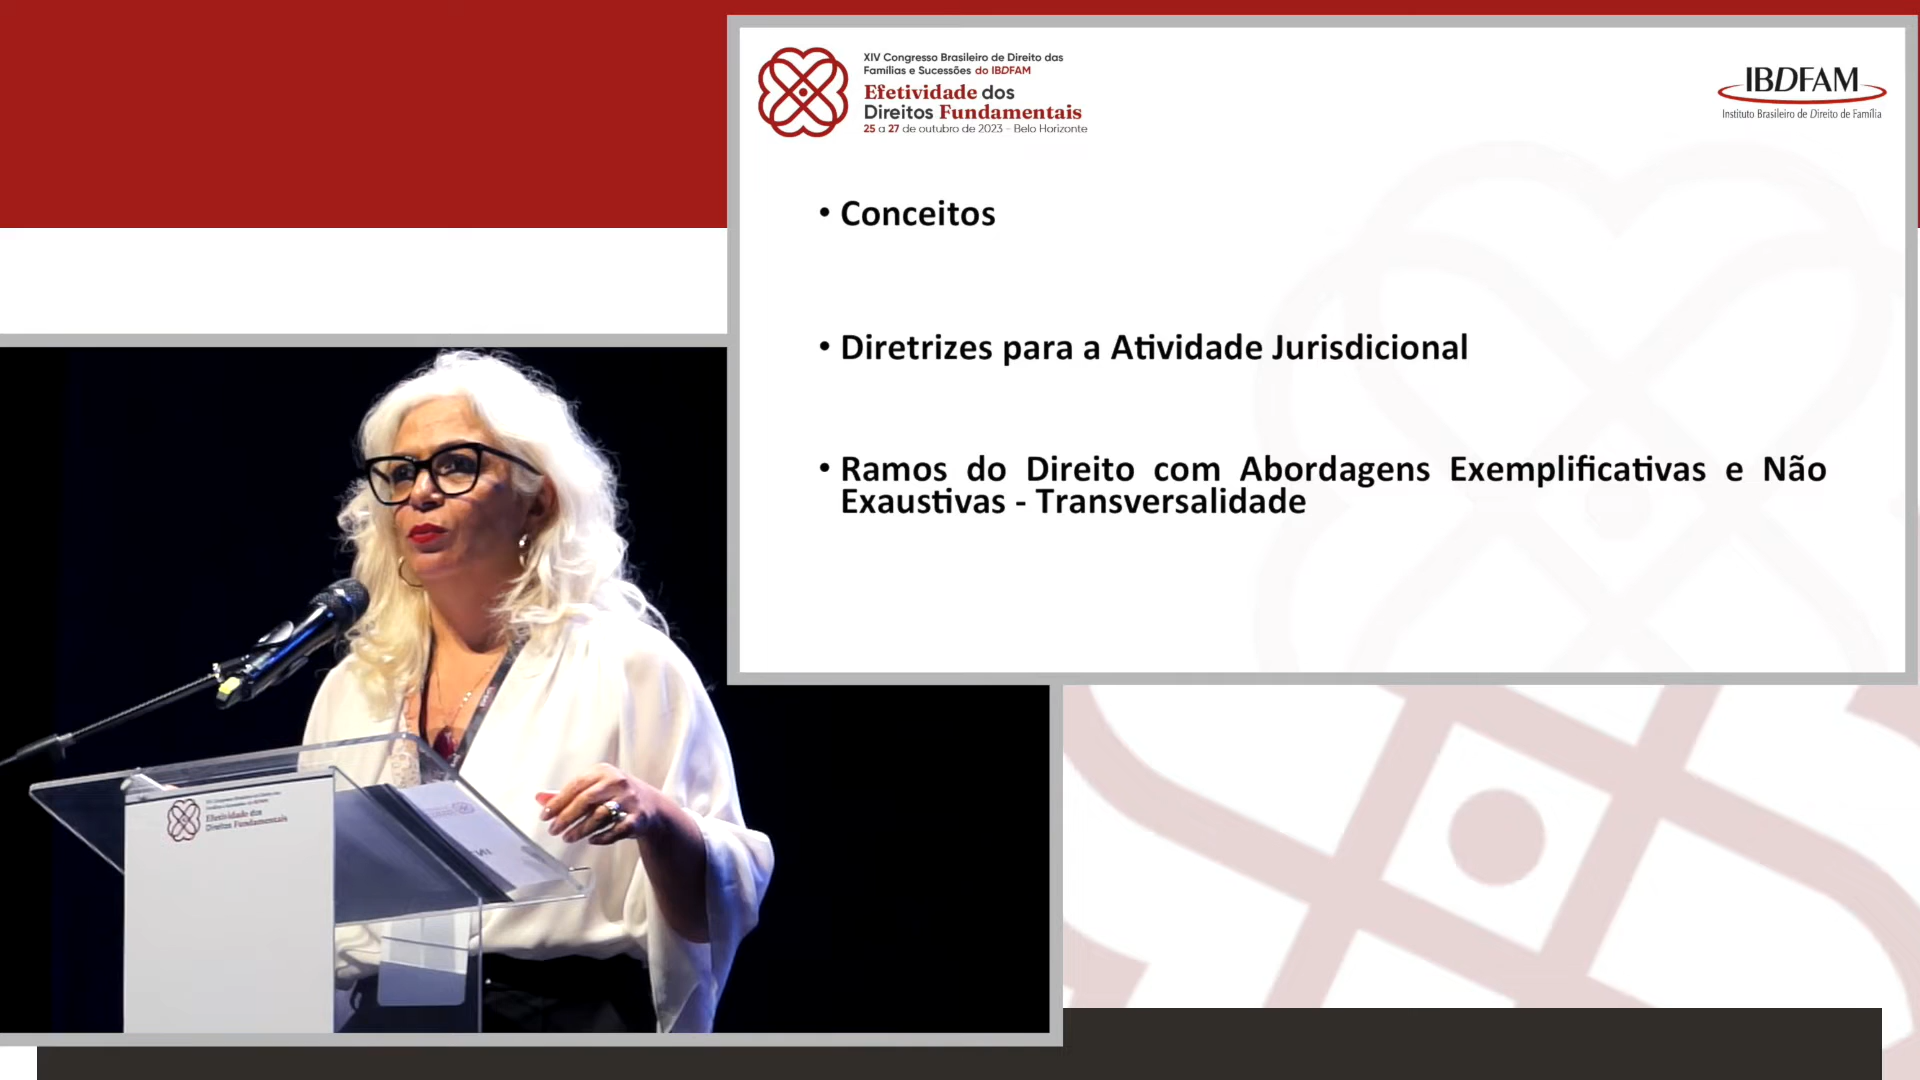 XIV Congresso Brasileiro de Direito das
Famílias e Sucessões do IBDFAM
Efetividade dos
Direitos Fundamentais
25 a 27 de outubro de 2023 - Belo Horizonte
IBDFAM
Instituto Brasileiro de Direito de Família
• Conceitos
• Diretrizes para a Atividade Jurisdicional
• Ramos do Direito com Abordagens Exemplificativas e Não
Exaustivas - Transversalidade
Efetividade dos
Direitos Fundamentais